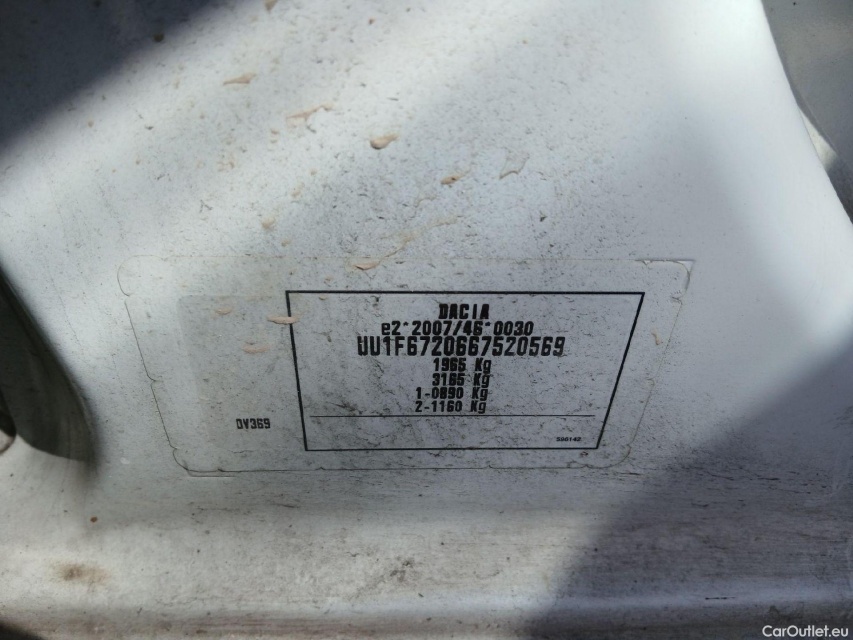 DACIA
e2*2007/46*0030
UU1F6720667520569
1965 Kg
3165 Kg
1-0890 Kg
2-1160 Kg
DV369
590142
CarOutlet.eu